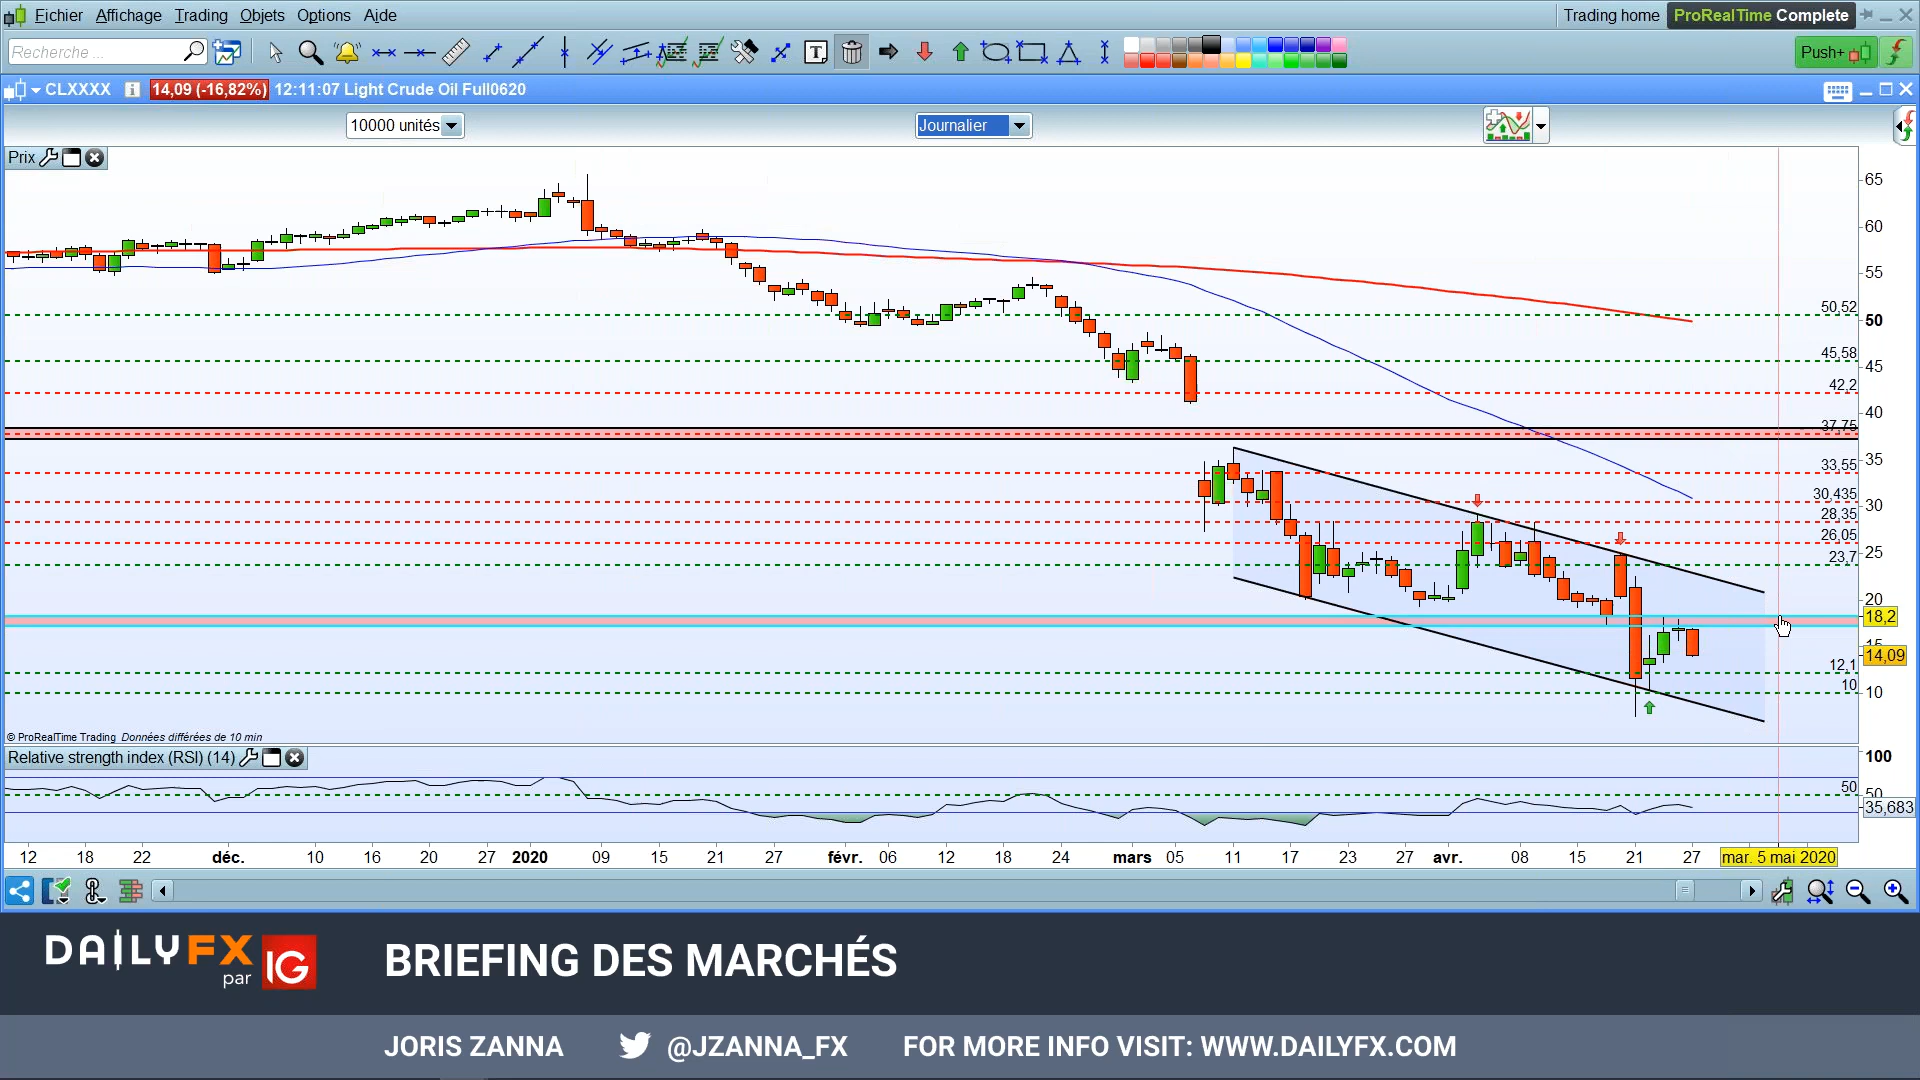 Fichier Affichage Trading Objets Options Aide
Trading home ProRealTime Complete
Recherche ...
T
Push+
CLXXXX i 14,09 (-16,82%) 12:11:07 Light Crude Oil Full0620
10000 unités
Journalier
Prix
65
60
55
50,52
50
45,58
45
42,2
40
37,75
35
33,55
30,435
30
28,35
26,05
25
23,7
20
18,2
15
14,09
12,1
10
10
© ProRealTime Trading Données différées de 10 min
Relative strength index (RSI) (14)
100
50
50
35,683
12 18 22 déc. 10 16 20 27 2020 09 15 21 27 févr. 06 12 18 24 mars 05 11 17 23 27 avr. 08 15 21 27 mar. 5 mai 2020
DAILYFX
par IG
BRIEFING DES MARCHÉS
JORIS ZANNA @JZANNA_FX FOR MORE INFO VISIT: WWW.DAILYFX.COM